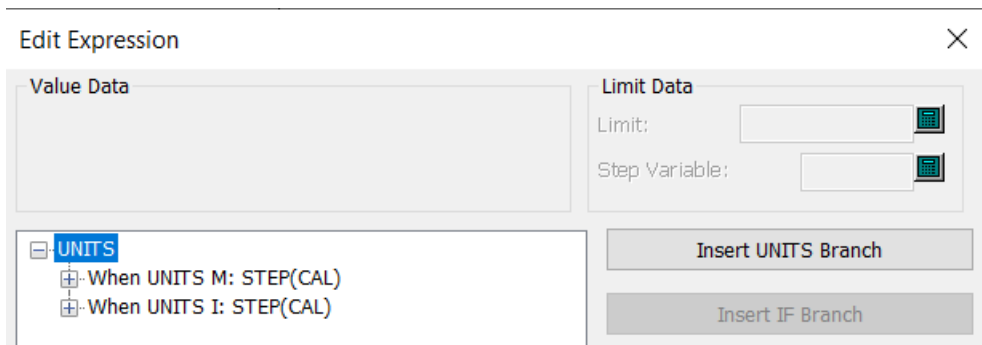 Edit Expression
Value Data
Limit Data
Limit:
Step Variable:
UNITS
When UNITS M: STEP(CAL)
When UNITS I: STEP(CAL)
Insert UNITS Branch
Insert IF Branch